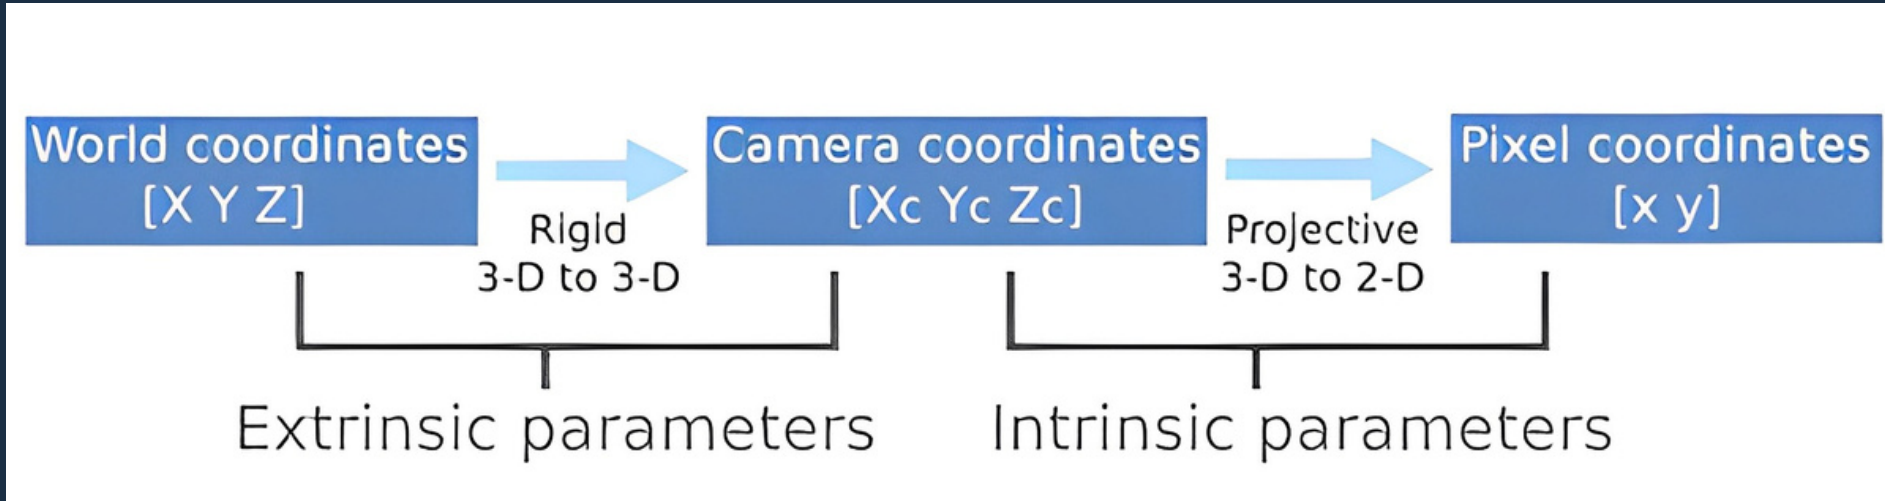 World coordinates
[X Y Z]
Rigid
3-D to 3-D
Camera coordinates
[Xc Yc Zc]
Projective
3-D to 2-D
Pixel coordinates
[x y]
Extrinsic parameters
Intrinsic parameters